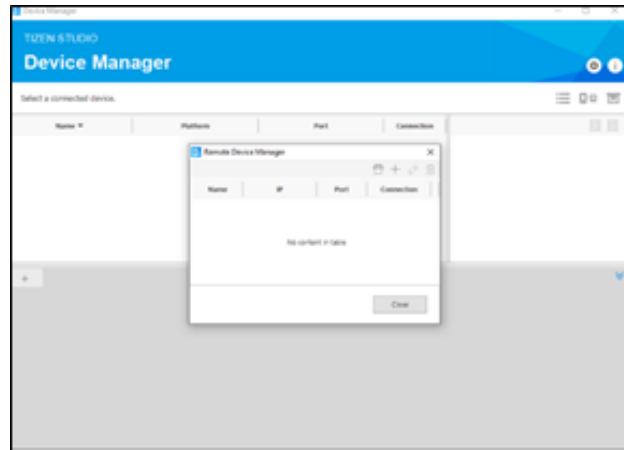 Device Manager
TIZEN STUDIO
Device Manager
Select a connected device.
Name Platform Port Connection
Remote Device Manager
Name IP Port Connection
No content in table
Close